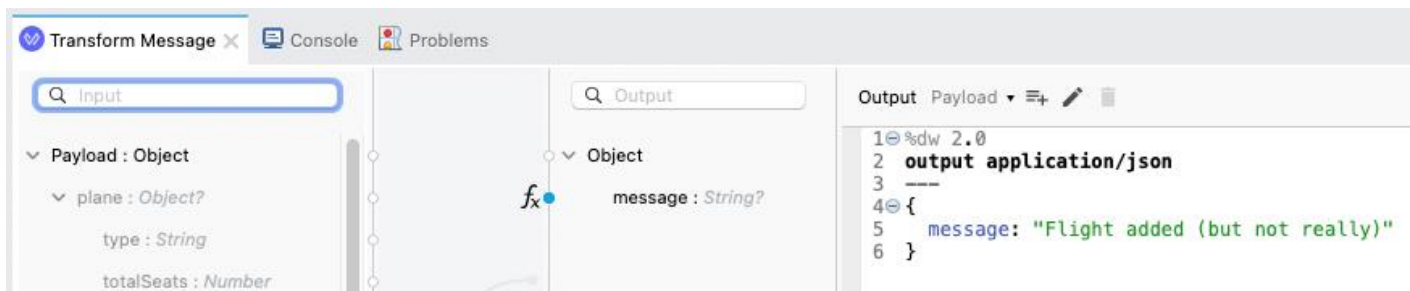 Transform Message Console Problems
Input
Output
Output Payload
Payload : Object
Object
plane : Object?
fx
message : String?
type : String
totalSeats : Number
1 %dw 2.0
2 output application/json
3 ---
4 {
5 message: "Flight added (but not really)"
6 }